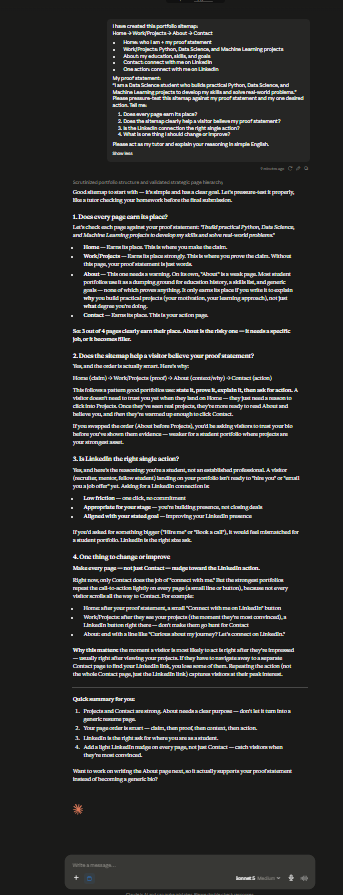 I have created this portfolio sitemap:
Home → Work/Projects → About → Contact
• Home: who I am + my proof statement
• Work/Projects: Python, Data Science, and Machine Learning projects
• About: my education, skills, and goals
• Contact: connect with me on LinkedIn
• One action: connect me on LinkedIn
My proof statement:
"I am a Data Science student who builds practical Python, Data Science, and
Machine Learning projects to develop my skills and solve real-world problems."
Please pressure-test this sitemap against my proof statement and my one desired
action. Tell me:
1. Does every page earn its place?
2. Does the sitemap clearly help a visitor believe my proof statement?
3. Is the LinkedIn connection the right single action?
4. What is one thing I should change or improve?
Please act as my tutor and explain your reasoning in simple English.
Show less
Scrutinized portfolio structure and validated strategic page hierarchy
Good sitemap to start with — it's simple and has a clear goal. Let's pressure-test it properly,
like a tutor checking your homework before the final submission.
1. Does every page earn its place?
Let's check each page against your proof statement: "I build practical Python, Data Science,
and Machine Learning projects to develop my skills and solve real-world problems."
• Home — Earns its place. This is where you make the claim.
• Work/Projects — Earns its place strongly. This is where you prove the claim. Without
this page, your proof statement is just words.
• About — This one needs a warning. On its own, "About" is a weak page. Most student
portfolios use it as a dumping ground for education history, a skills list, and generic
goals — none of which proves anything. It only earns its place if you write it to explain
why you build practical projects (your motivation, your learning approach), not just
what degree you're doing.
• Contact — Earns its place. This is your action page.
So: 3 out of 4 pages clearly earn their place. About is the risky one — it needs a specific
job, or it becomes filler.
2. Does the sitemap help a visitor believe your proof statement?
Yes, and the order is actually smart. Here's why:
Home (claim) → Work/Projects (proof) → About (context/why) → Contact (action)
This follows a pattern good portfolios use: state it, prove it, explain it, then ask for action. A
visitor doesn't need to trust you yet when they land on Home — they just need a reason to
click into Projects. Once they've seen real projects, they're more ready to read About and
believe you, and then they're warmed up enough to click Contact.
If you swapped the order (About before Projects), you'd be asking visitors to trust your bio
before you've shown them evidence — weaker for a student portfolio where projects are
your strongest asset.
3. Is LinkedIn the right single action?
Yes, and here's the reasoning: you're a student, not an established professional. A visitor
(recruiter, mentor, fellow student) landing on your portfolio isn't ready to "hire you" or "email
you a job offer" yet. Asking for a LinkedIn connection is:
• Low friction — one click, no commitment
• Appropriate for your stage — you're building presence, not closing deals
• Aligned with your stated goal — improving your LinkedIn presence
If you'd asked for something bigger ("Hire me" or "Book a call"), it would feel mismatched for
a student portfolio. LinkedIn is the right size ask.
4. One thing to change or improve
Make every page — not just Contact — nudge toward the LinkedIn action.
Right now, only Contact does the job of "connect with me." But the strongest portfolios
repeat the call-to-action lightly on every page (a small line or button), because not every
visitor scrolls all the way to Contact. For example:
• Home: after your proof statement, a small "Connect with me on LinkedIn" button
• Work/Projects: after they see your projects (the moment they're most convinced), a
LinkedIn button right there — don't make them go hunt for Contact
• About: end with a line like "Curious about my journey? Let's connect on LinkedIn."
Why this matters: the moment a visitor is most likely to act is right after they're impressed
— usually right after viewing your projects. If they have to navigate away to a separate
Contact page to find your LinkedIn link, you lose some of them. Repeating the action (not
the whole Contact page, just the LinkedIn link) captures visitors at their peak interest.
Quick summary for you:
1. Projects and Contact are strong. About needs a clear purpose — don't let it turn into a
generic resume page.
2. Your page order is smart — claim, then proof, then context, then action.
3. LinkedIn is the right ask for where you are as a student.
4. Add a light LinkedIn nudge on every page, not just Contact — catch visitors when
they're most convinced.
Want to work on writing the About page next, so it actually supports your proof statement
instead of becoming a generic bio?
Write a message...
Sonnet 5 Medium